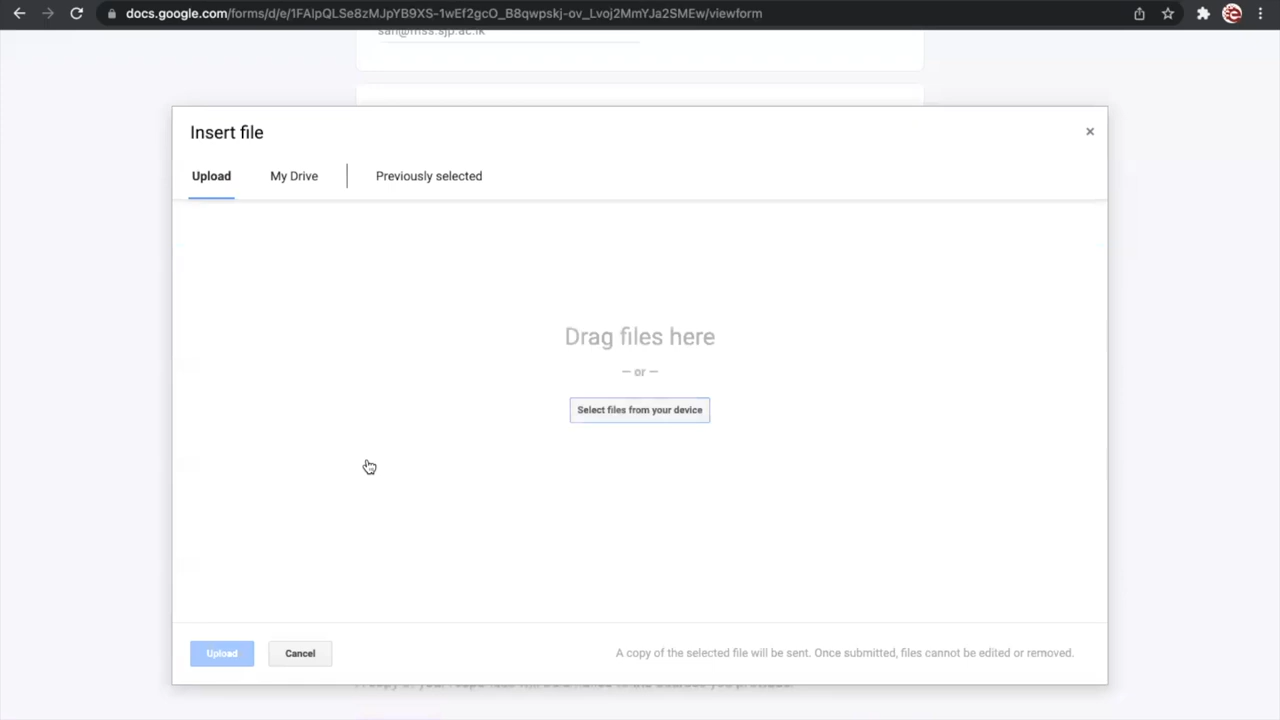 docs.google.com/forms/d/e/1FAIpQLSe8zMJpYB9XS-1wEf2gcO_B8qwpskj-ov_Lvoj2MmYJa2SMEw/viewform
Insert file
Upload My Drive Previously selected
Drag files here
— or —
Select files from your device
Upload Cancel A copy of the selected file will be sent. Once submitted, files cannot be edited or removed.